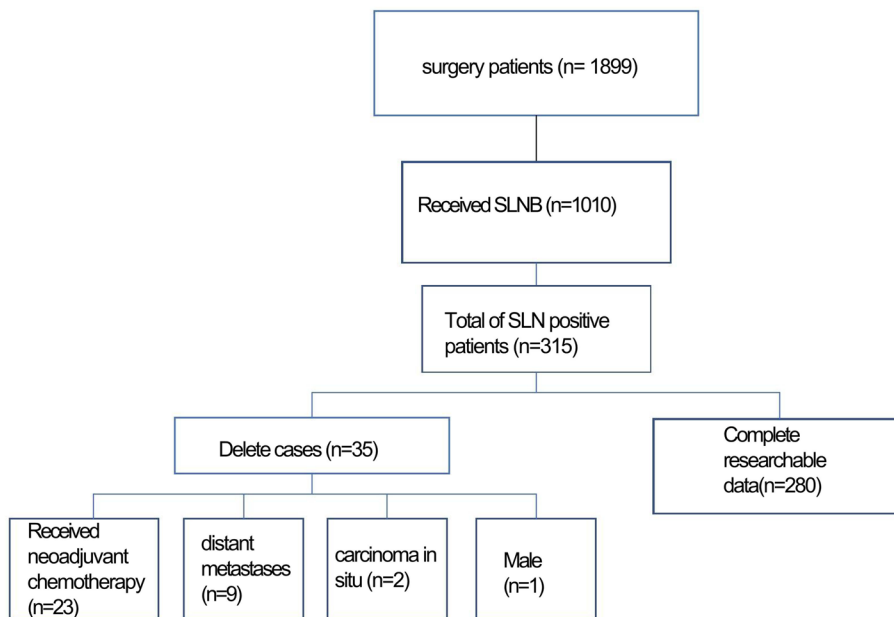 surgery patients (n= 1899)
Received SLNB (n=1010)
Total of SLN positive
patients (n=315)
Delete cases (n=35)
Complete
researchable
data(n=280)
Received
neoadjuvant
chemotherapy
(n=23)
distant
metastases
(n=9)
carcinoma in
situ (n=2)
Male
(n=1)